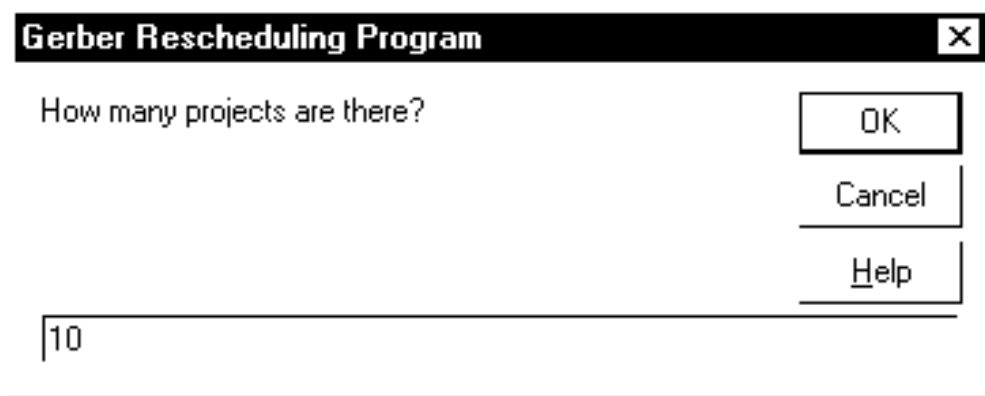 Gerber Rescheduling Program
How many projects are there?
OK
Cancel
Help
10